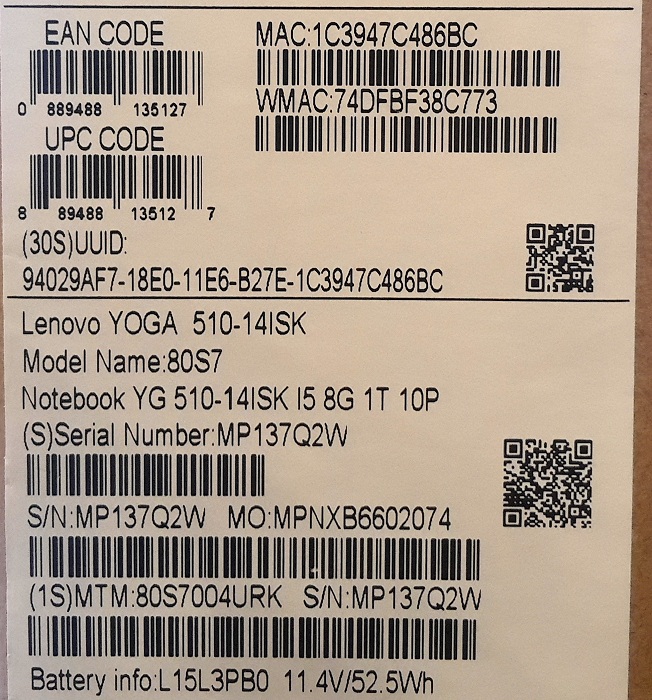 EAN CODE
MAC:1C3947C486BC
0 889488 135127
WMAC:74DFBF38C773
UPC CODE
8 89488 13512 7
(30S)UUID:
94029AF7-18E0-11E6-B27E-1C3947C486BC
Lenovo YOGA 510-14ISK
Model Name:80S7
Notebook YG 510-14ISK I5 8G 1T 10P
(S)Serial Number:MP137Q2W
S/N:MP137Q2W MO:MPNXB6602074
(1S)MTM:80S7004URK S/N:MP137Q2W
Battery info:L15L3PB0 11.4V/52.5Wh